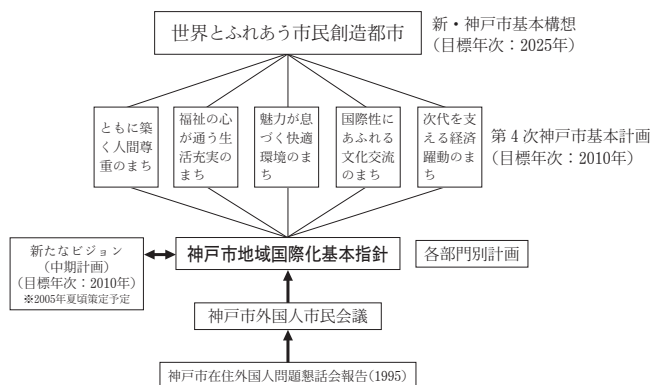 世界とふれあう市民創造都市
新・神戸市基本構想
(目標年次：2025年)
ともに築
く人間尊
重のまち
福祉の心
が通う生
活充実の
まち
魅力が息
づく快適
環境のま
ち
国際性に
あふれる
文化交流
のまち
次代を支
える経済
躍動のま
ち
第4次神戸市基本計画
(目標年次：2010年)
新たなビジョン
(中期計画)
(目標年次：2010年)
※2005年夏頃策定予定
神戸市地域国際化基本指針
各部門別計画
神戸市外国人市民会議
神戸市在住外国人問題懇話会報告(1995)